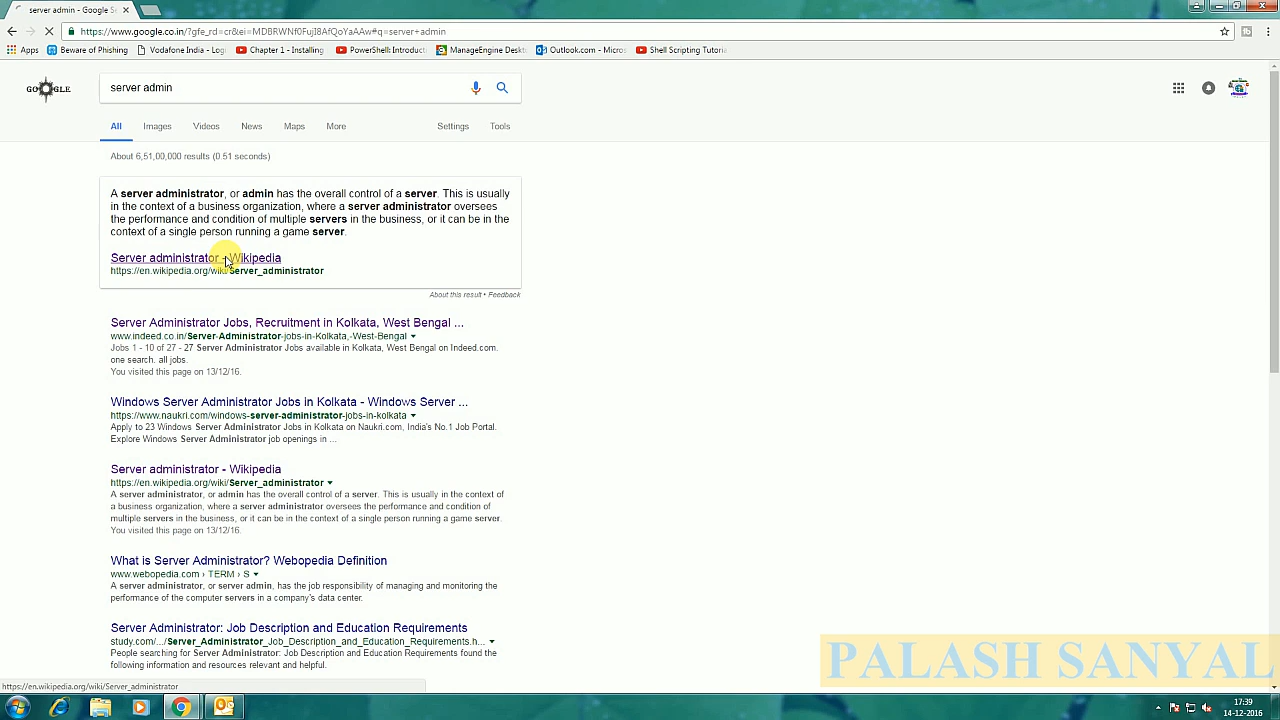 server admin - Google Se
https://www.google.co.in/?gfe_rd=cr&ei=MDBRWNf0FujI8AfQoYaAAw#q=server+admin
Apps Beware of Phishing Vodafone India - Logi Chapter 1 - Installing PowerShell: Introducti ManageEngine Deskt Outlook.com - Micros Shell Scripting Tutoria
GOOGLE
server admin
All Images Videos News Maps More Settings Tools
About 6,51,00,000 results (0.51 seconds)
A server administrator, or admin has the overall control of a server. This is usually
in the context of a business organization, where a server administrator oversees
the performance and condition of multiple servers in the business, or it can be in the
context of a single person running a game server.
Server administrator - Wikipedia
https://en.wikipedia.org/wiki/Server_administrator
About this result • Feedback
Server Administrator Jobs, Recruitment in Kolkata, West Bengal ...
www.indeed.co.in/Server-Administrator-jobs-in-Kolkata,-West-Bengal
Jobs 1 - 10 of 27 - 27 Server Administrator Jobs available in Kolkata, West Bengal on Indeed.com.
one search. all jobs.
You visited this page on 13/12/16.
Windows Server Administrator Jobs in Kolkata - Windows Server ...
https://www.naukri.com/windows-server-administrator-jobs-in-kolkata
Apply to 23 Windows Server Administrator Jobs in Kolkata on Naukri.com, India's No.1 Job Portal.
Explore Windows Server Administrator job openings in ...
Server administrator - Wikipedia
https://en.wikipedia.org/wiki/Server_administrator
A server administrator, or admin has the overall control of a server. This is usually in the context of
a business organization, where a server administrator oversees the performance and condition of
multiple servers in the business, or it can be in the context of a single person running a game server.
You visited this page on 13/12/16.
What is Server Administrator? Webopedia Definition
www.webopedia.com › TERM › S
A server administrator, or server admin, has the job responsibility of managing and monitoring the
performance of the computer servers in a company's data center.
Server Administrator: Job Description and Education Requirements
study.com/.../Server_Administrator_Job_Description_and_Education_Requirements.h...
People searching for Server Administrator: Job Description and Education Requirements found the
following information and resources relevant and helpful.
PALASH SANYAL
https://en.wikipedia.org/wiki/Server_administrator
17:39
14-12-2016